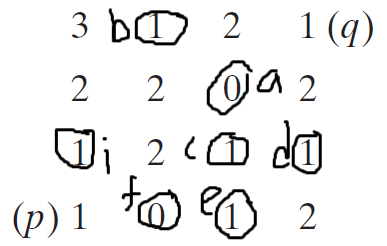 3 b 1 2 1 (q)
2 2 0 a 2
1 i 2 c 1 d 1
(p) 1 f 0 e 1 2